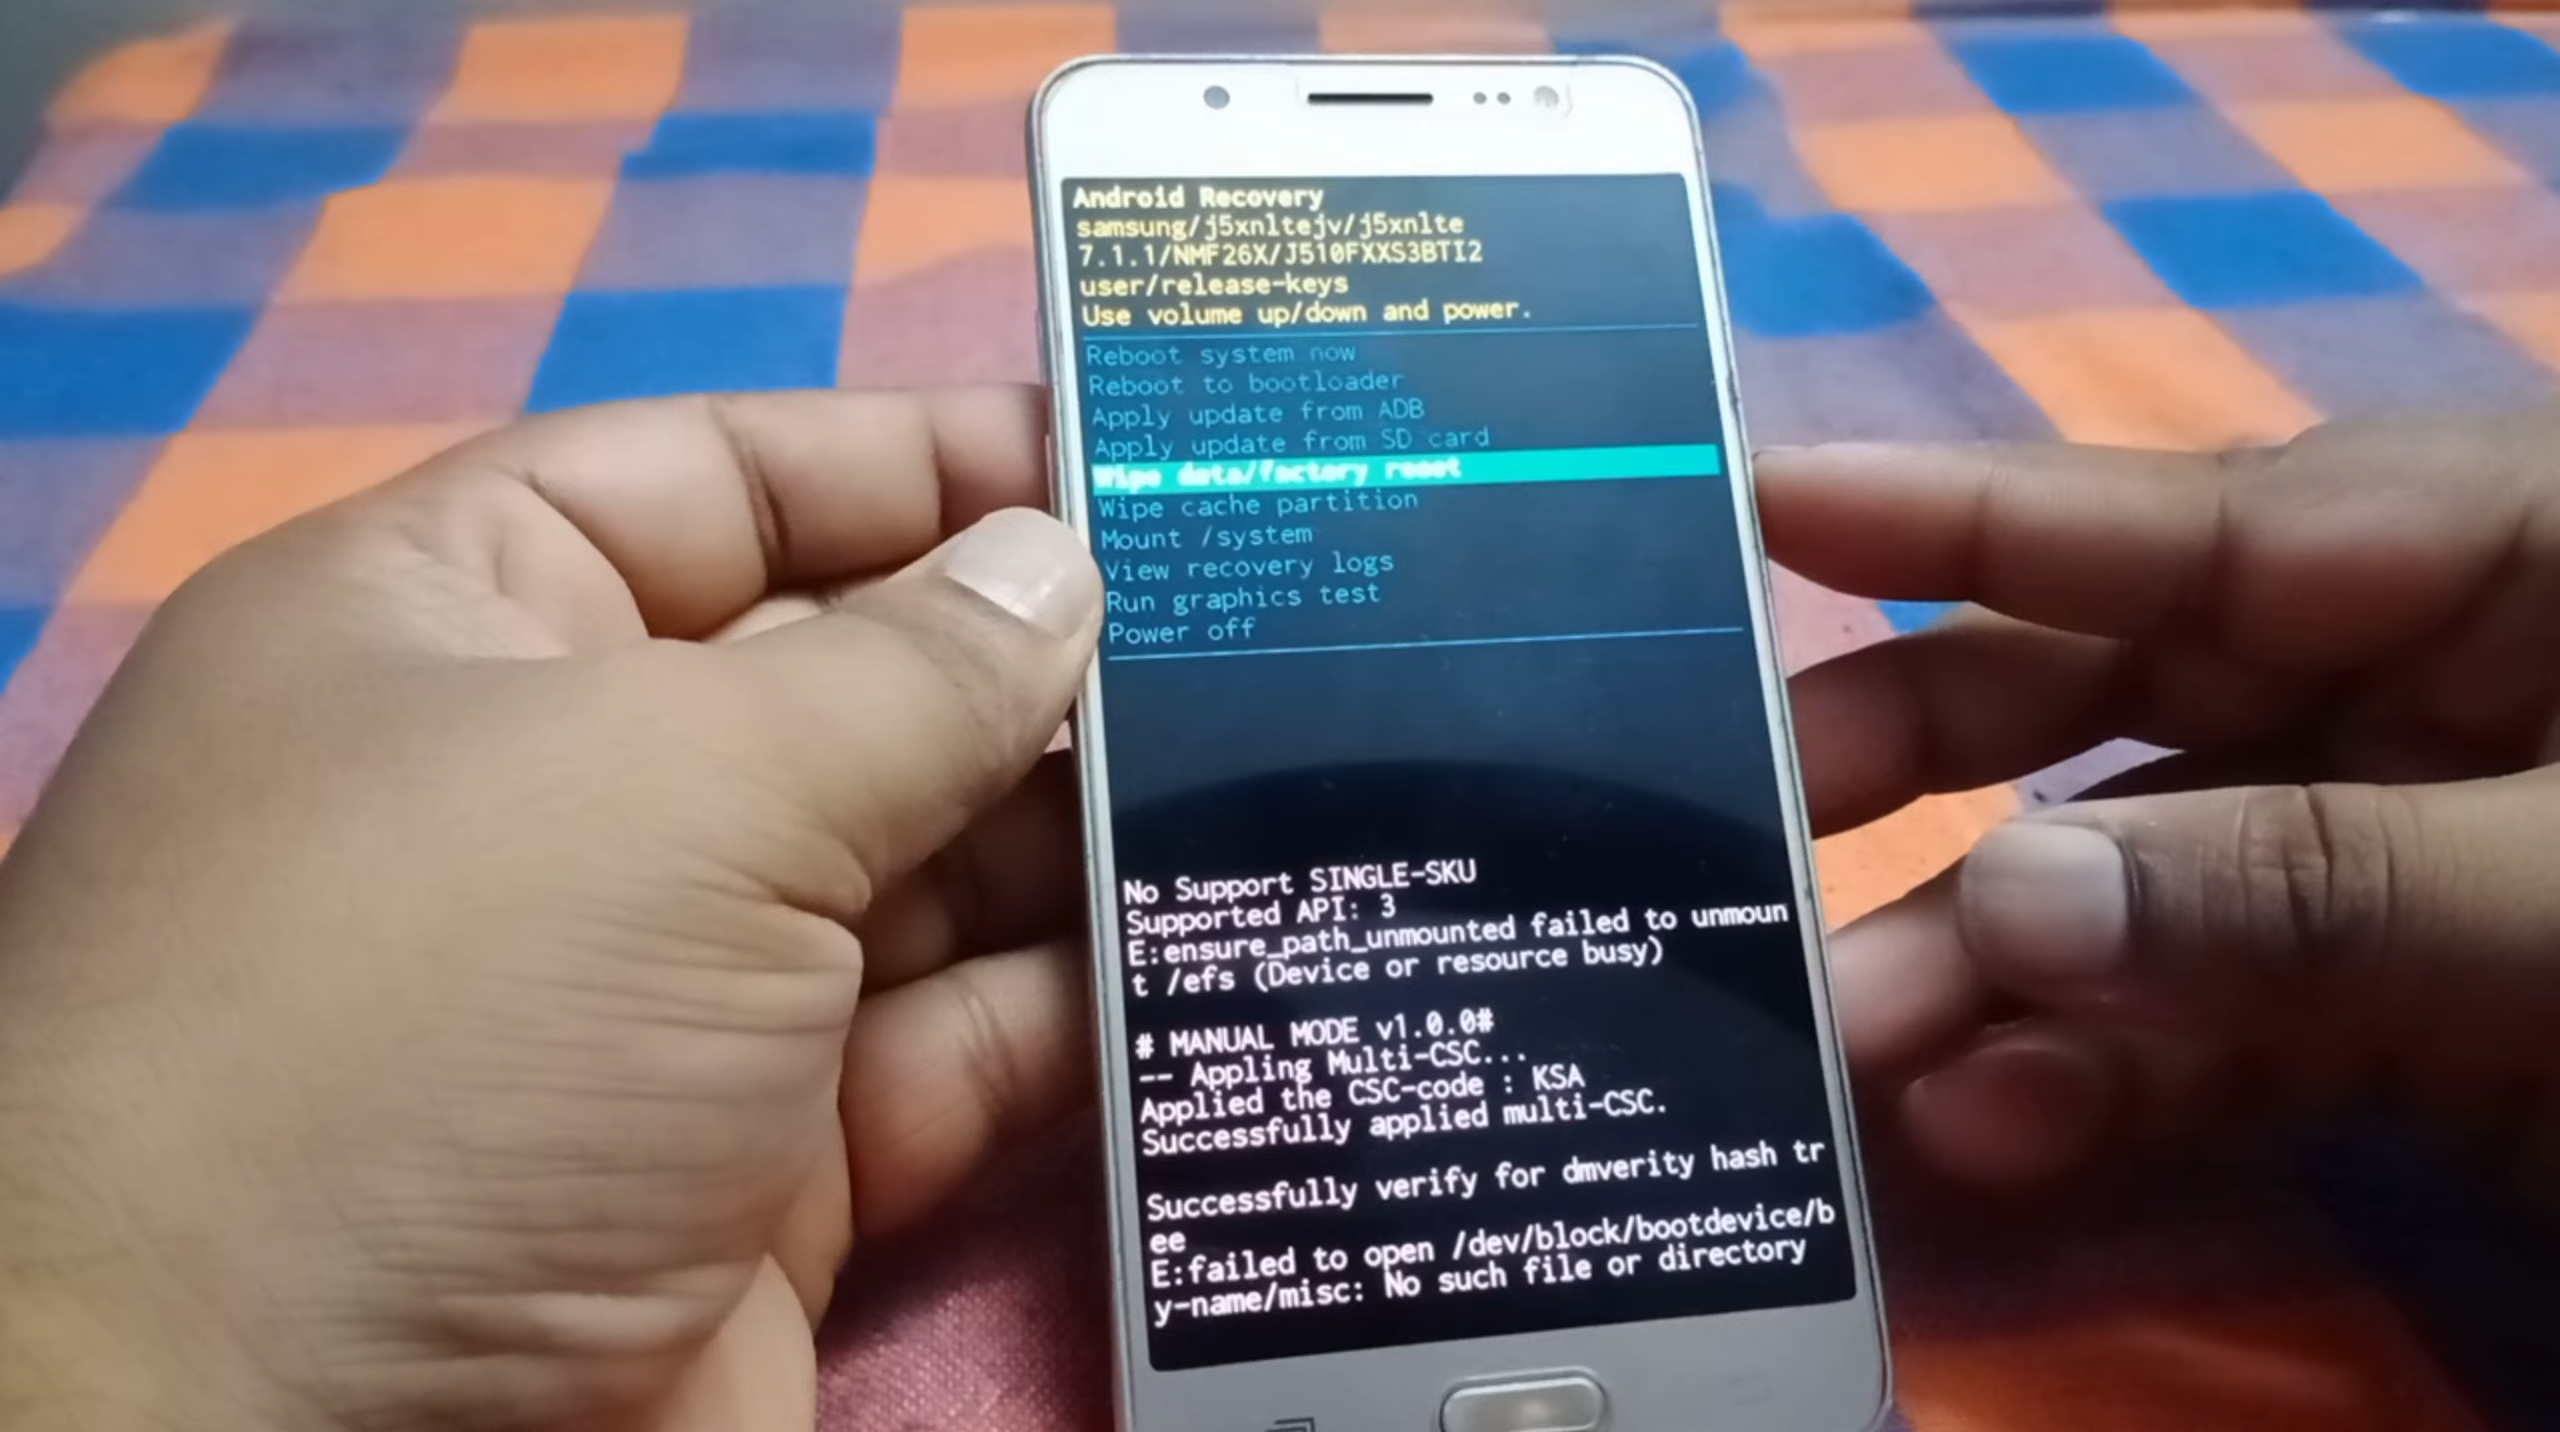 Android Recovery
samsung/j5xnltejv/j5xnlte
7.1.1/NMF26X/J510FXXS3BTI2
user/release-keys
Use volume up/down and power.
Reboot system now
Reboot to bootloader
Apply update from ADB
Apply update from SD card
Wipe data/factory reset
Wipe cache partition
Mount /system
View recovery logs
Run graphics test
Power off
No Support SINGLE-SKU
Supported API: 3
E:ensure_path_unmounted failed to unmoun
t /efs (Device or resource busy)
# MANUAL MODE v1.0.0#
-- Appling Multi-CSC...
Applied the CSC-code : KSA
Successfully applied multi-CSC.
Successfully verify for dmverity hash tr
ee
E:failed to open /dev/block/bootdevice/b
y-name/misc: No such file or directory